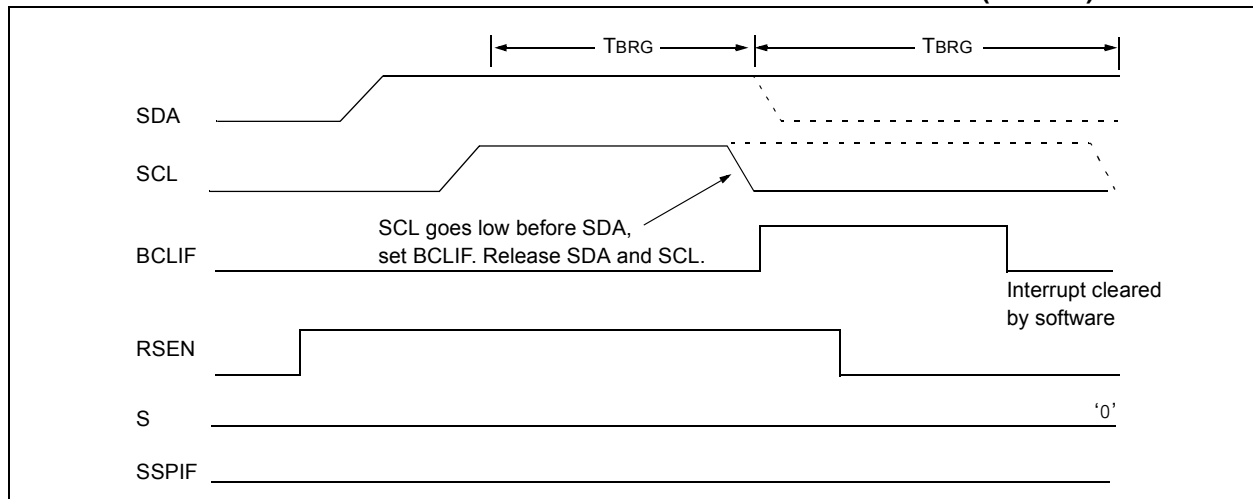 TBRG TBRG
SDA
SCL
SCL goes low before SDA,
set BCLIF. Release SDA and SCL.
BCLIF
Interrupt cleared
by software
RSEN
S ‘0’
SSPIF